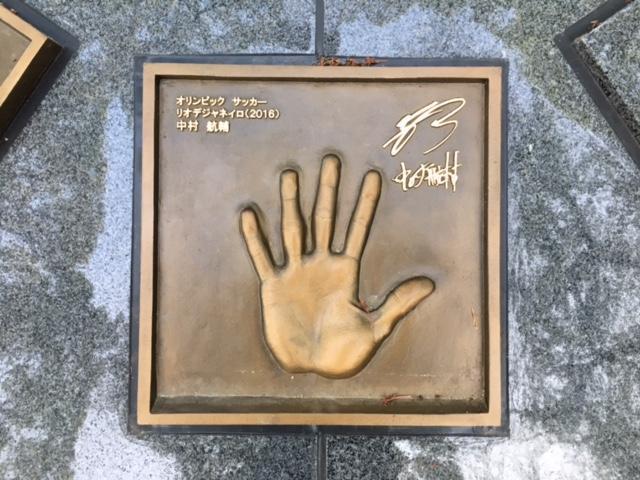 オリンピック サッカー
リオデジャネイロ(2016)
中村 航輔